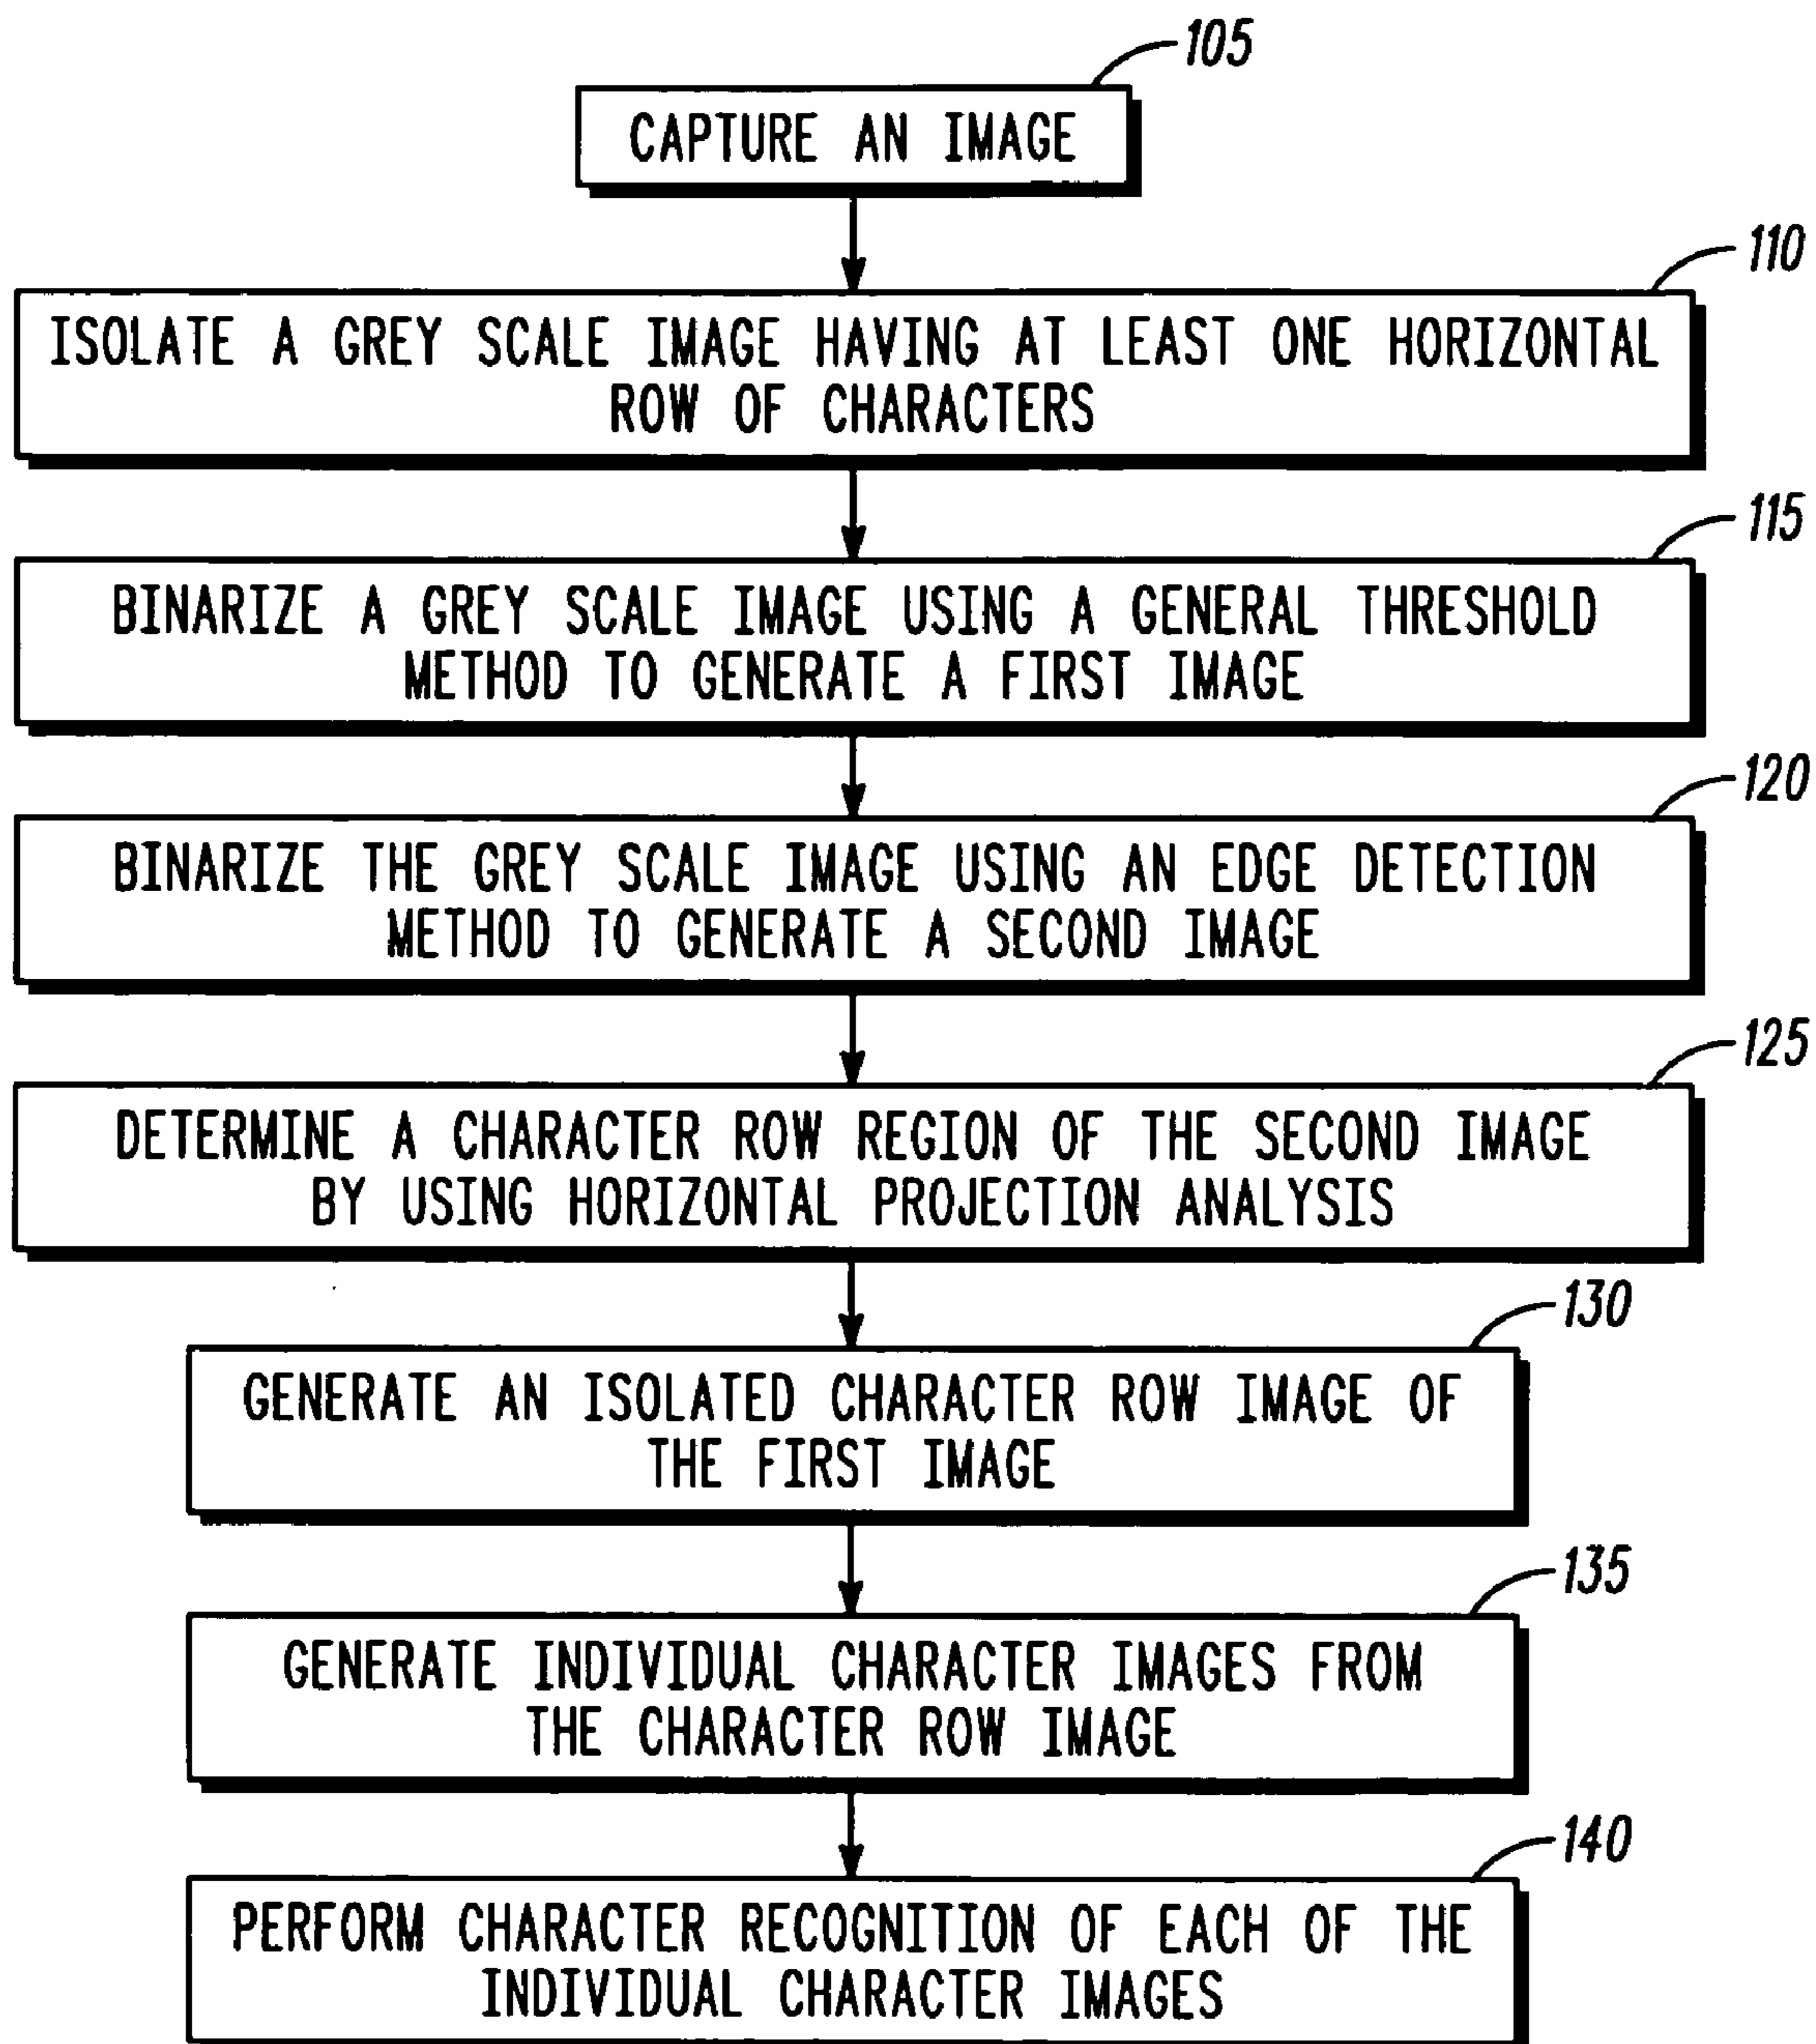 105
CAPTURE AN IMAGE
110
ISOLATE A GREY SCALE IMAGE HAVING AT LEAST ONE HORIZONTAL
ROW OF CHARACTERS
115
BINARIZE A GREY SCALE IMAGE USING A GENERAL THRESHOLD
METHOD TO GENERATE A FIRST IMAGE
120
BINARIZE THE GREY SCALE IMAGE USING AN EDGE DETECTION
METHOD TO GENERATE A SECOND IMAGE
125
DETERMINE A CHARACTER ROW REGION OF THE SECOND IMAGE
BY USING HORIZONTAL PROJECTION ANALYSIS
130
GENERATE AN ISOLATED CHARACTER ROW IMAGE OF
THE FIRST IMAGE
135
GENERATE INDIVIDUAL CHARACTER IMAGES FROM
THE CHARACTER ROW IMAGE
140
PERFORM CHARACTER RECOGNITION OF EACH OF THE
INDIVIDUAL CHARACTER IMAGES